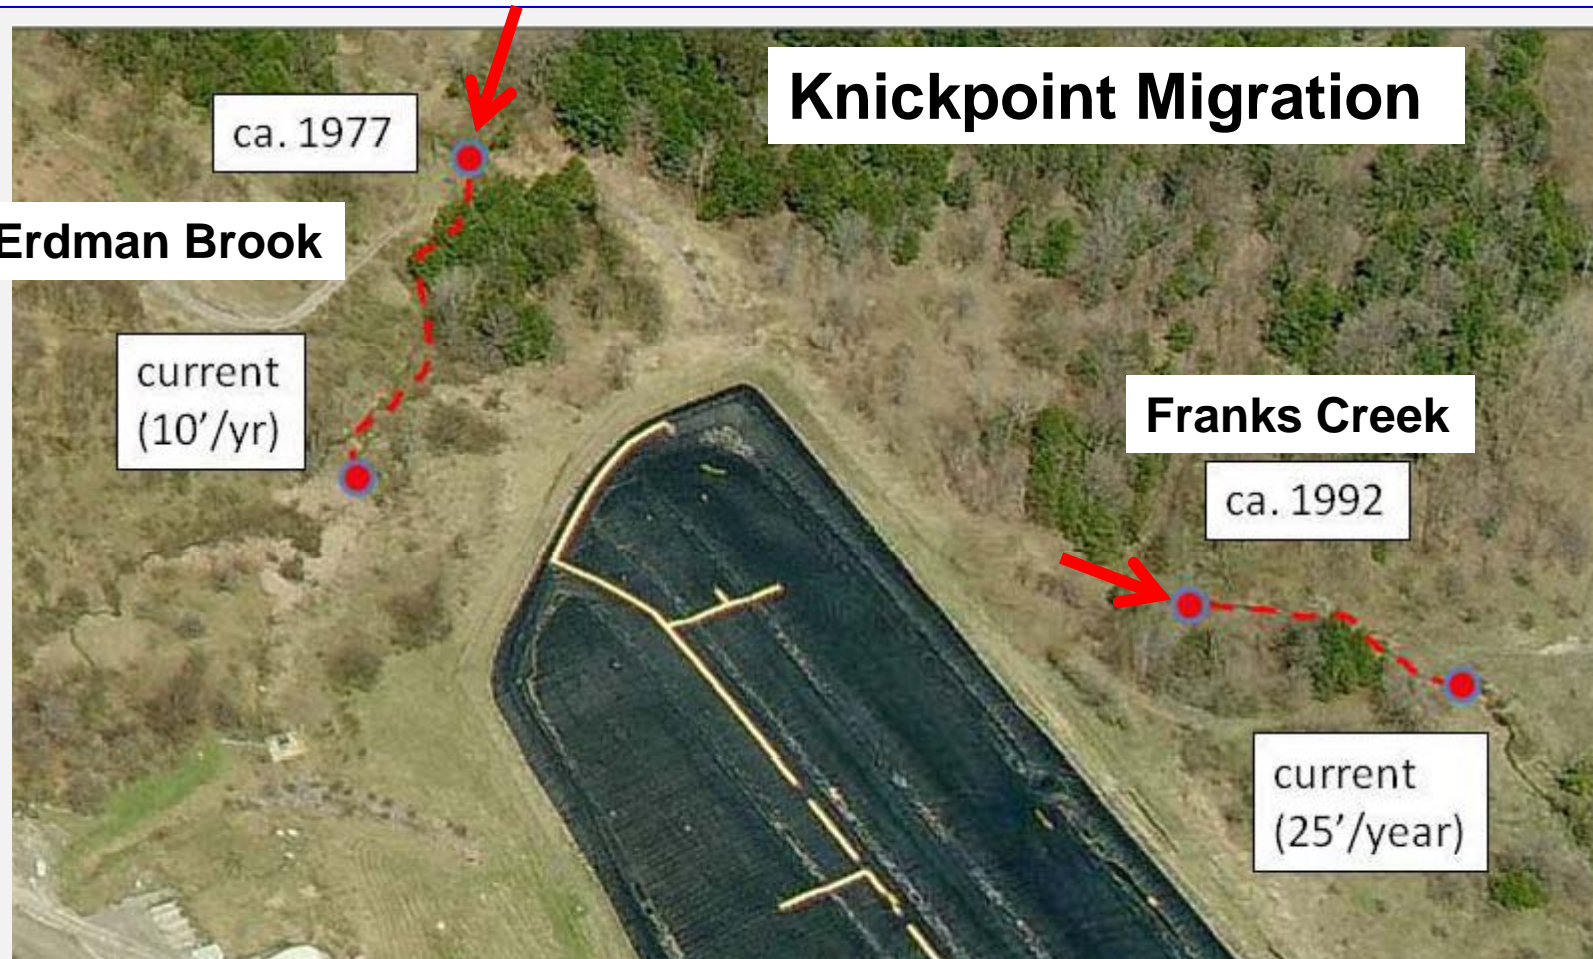 Knickpoint Migration
ca. 1977
Erdman Brook
current
(10'/yr)
Franks Creek
ca. 1992
current
(25'/year)